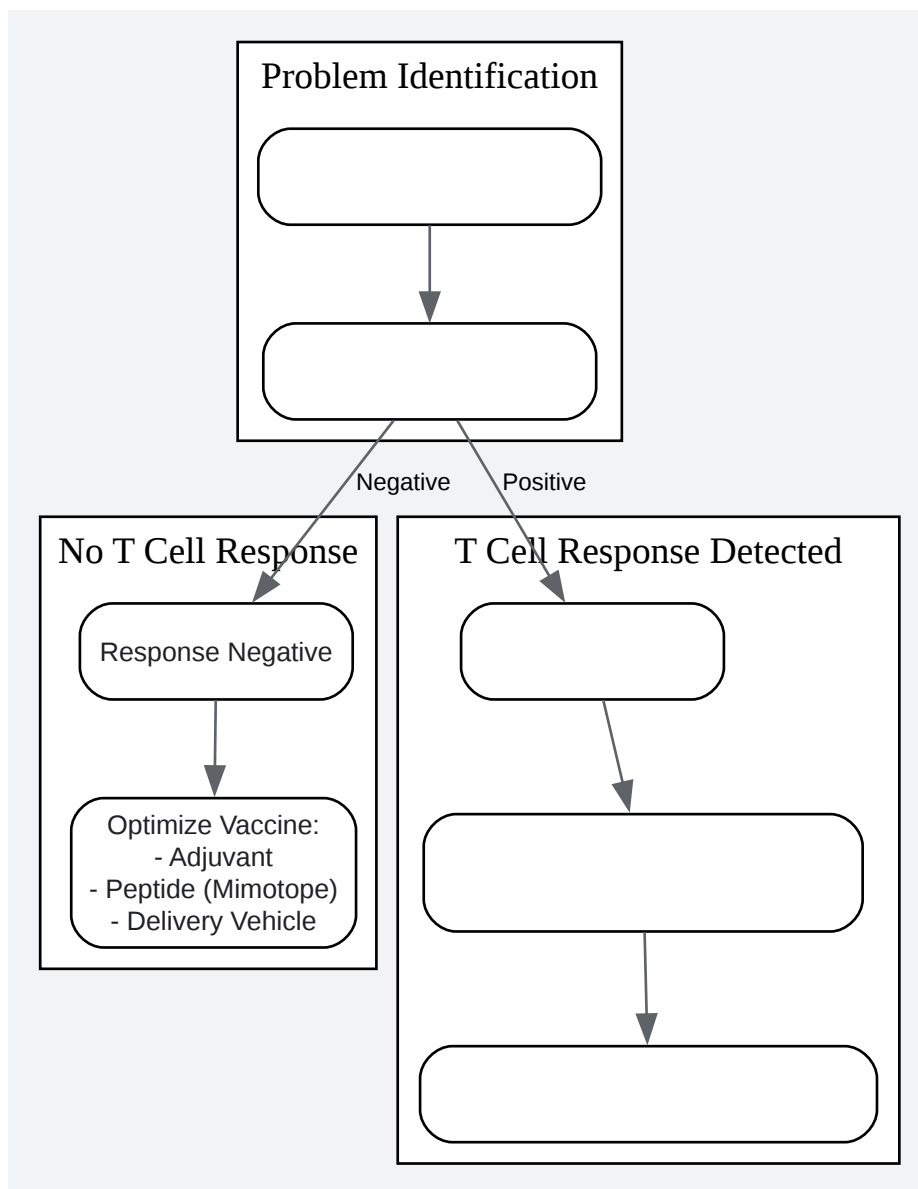 Problem Identification
Negative
Positive
No T Cell Response
T Cell Response Detected
Response Negative
Optimize Vaccine:
- Adjuvant
- Peptide (Mimotope)
- Delivery Vehicle